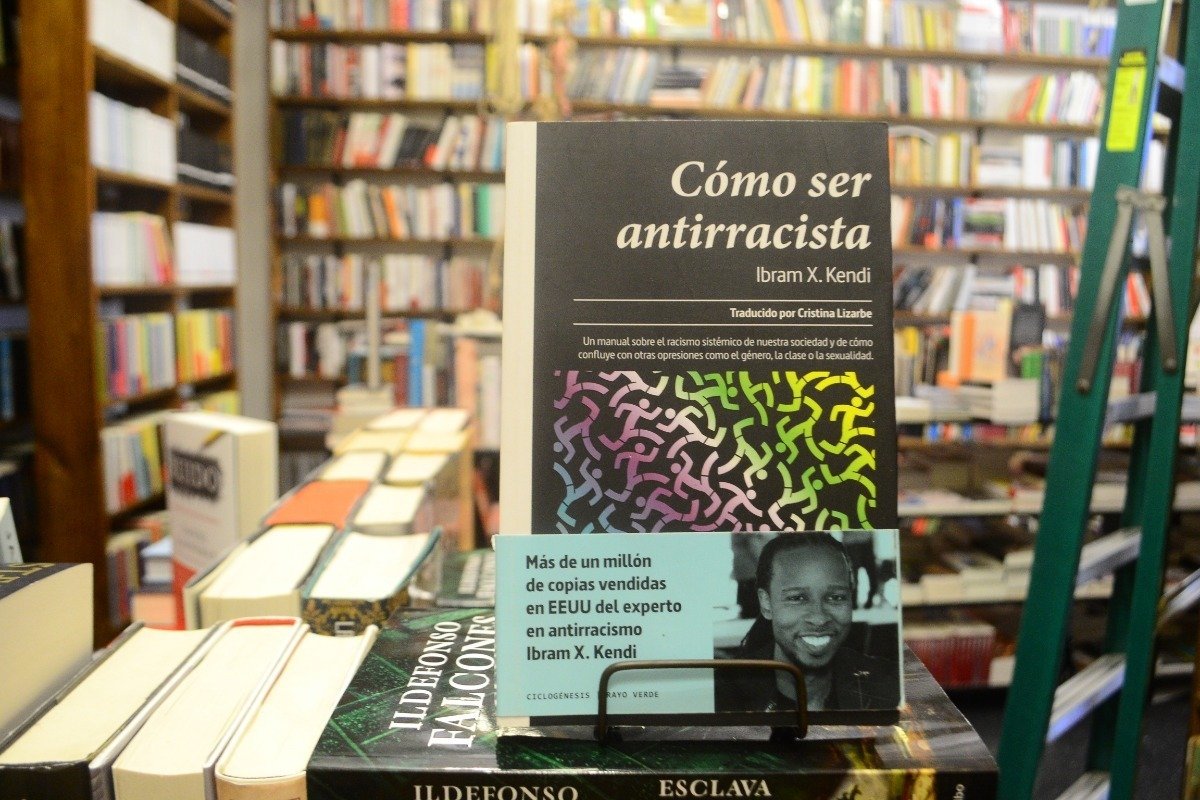 Cómo ser
antirracista
Ibram X. Kendi
Traducido por Cristina Lizarbe
Un manual sobre el racismo sistémico de nuestra sociedad y de cómo
confluye con otras opresiones como el género, la clase o la sexualidad.
Más de un millón
de copias vendidas
en EEUU del experto
en antirracismo
Ibram X. Kendi
CICLOGÉNESIS RAYO VERDE
ILDEFONSO
FALCONES
ILDEFONSO
ESCLAVA